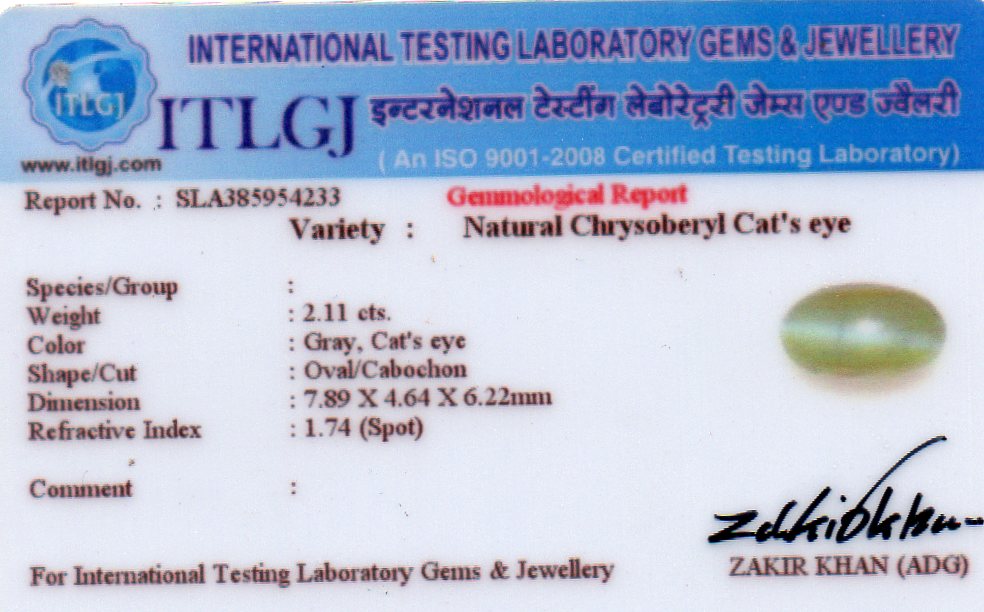 INTERNATIONAL TESTING LABORATORY GEMS & JEWELLERY
ITLGJ
ITLGJ इन्टरनेशनल टेस्टींग लेबोरेट्ररी जेम्स एण्ड ज्वैलरी
www.itlgj.com
( An ISO 9001-2008 Certified Testing Laboratory)
Report No. : SLA385954233
Gemmological Report
Variety : Natural Chrysoberyl Cat's eye
Species/Group :
Weight : 2.11 cts.
Color : Gray, Cat's eye
Shape/Cut : Oval/Cabochon
Dimension : 7.89 X 4.64 X 6.22mm
Refractive Index : 1.74 (Spot)
Comment :
Zakir Khan
ZAKIR KHAN (ADG)
For International Testing Laboratory Gems & Jewellery